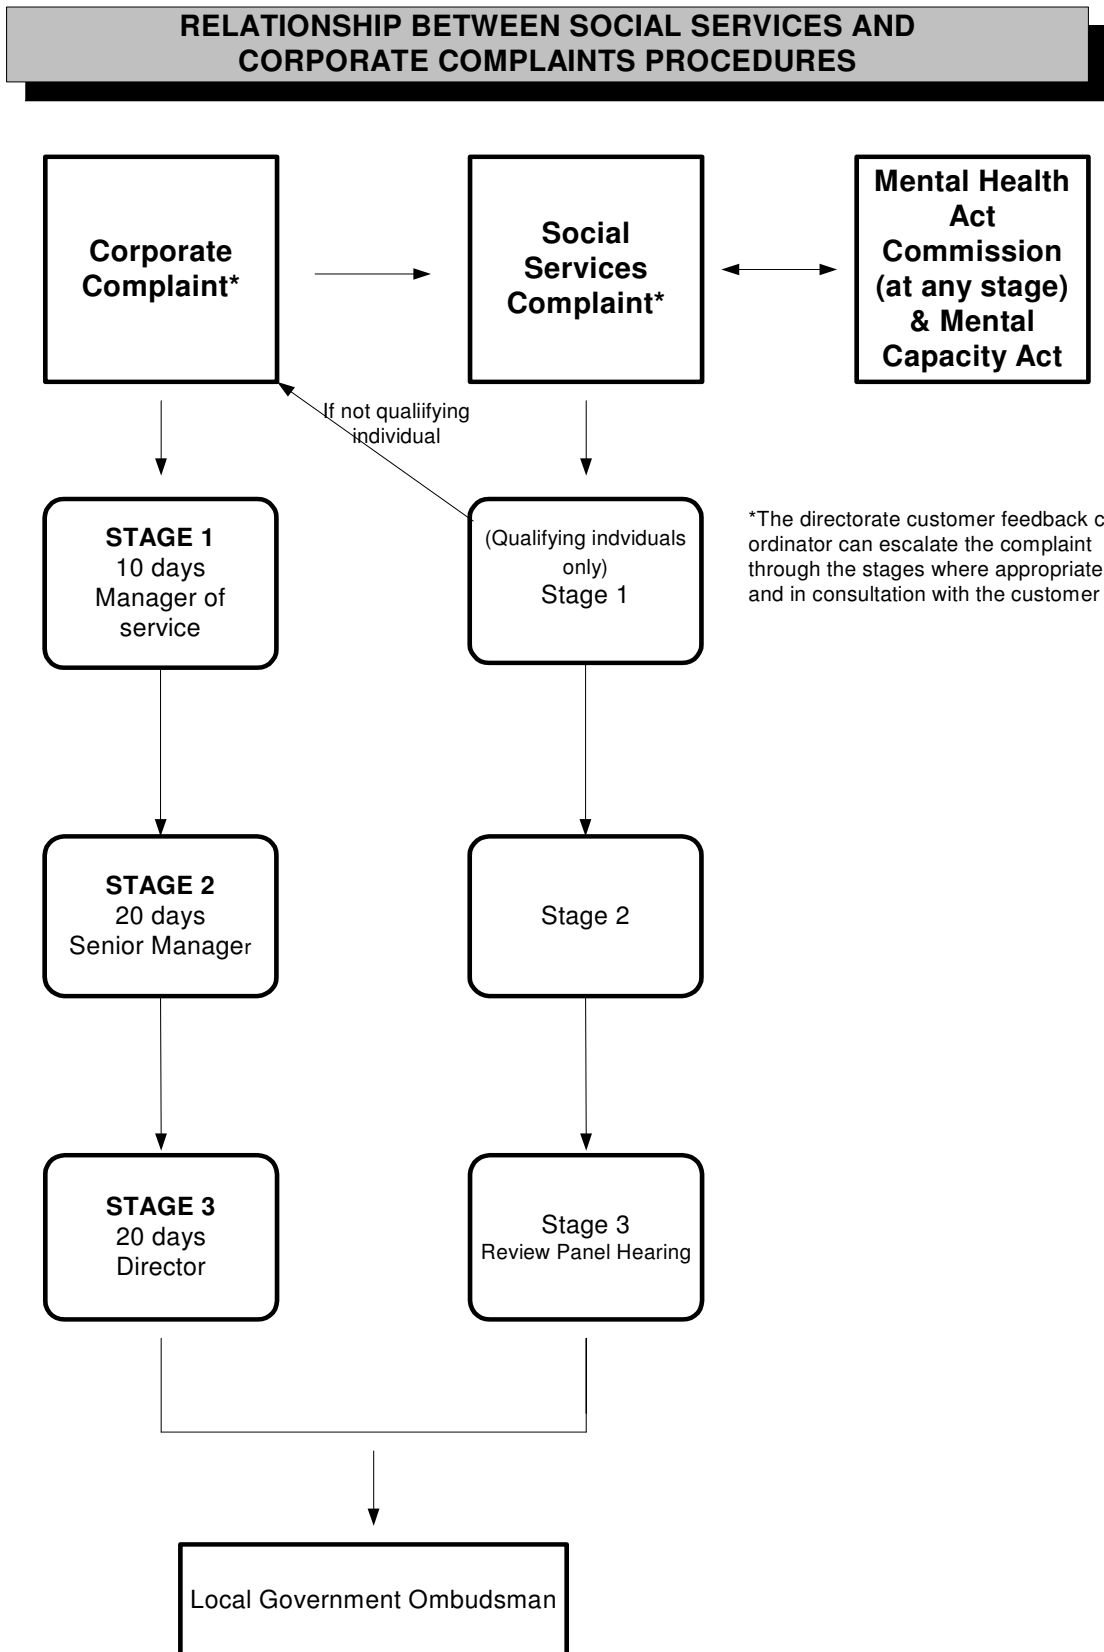 RELATIONSHIP BETWEEN SOCIAL SERVICES AND
CORPORATE COMPLAINTS PROCEDURES
Corporate
Complaint*
Social
Services
Complaint*
Mental Health
Act
Commission
(at any stage)
& Mental
Capacity Act
If not qualiifying
individual
STAGE 1
10 days
Manager of
service
(Qualifying indviduals
only)
Stage 1
*The directorate customer feedback c
ordinator can escalate the complaint
through the stages where appropriate
and in consultation with the customer
STAGE 2
20 days
Senior Manager
Stage 2
STAGE 3
20 days
Director
Stage 3
Review Panel Hearing
Local Government Ombudsman